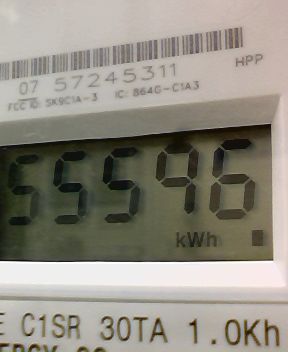 HPP
07 57245311
FCC ID: SK9C1A-3 IC: 864G-C1A3
55596
kWh
E C1SR 30TA 1.0Kh